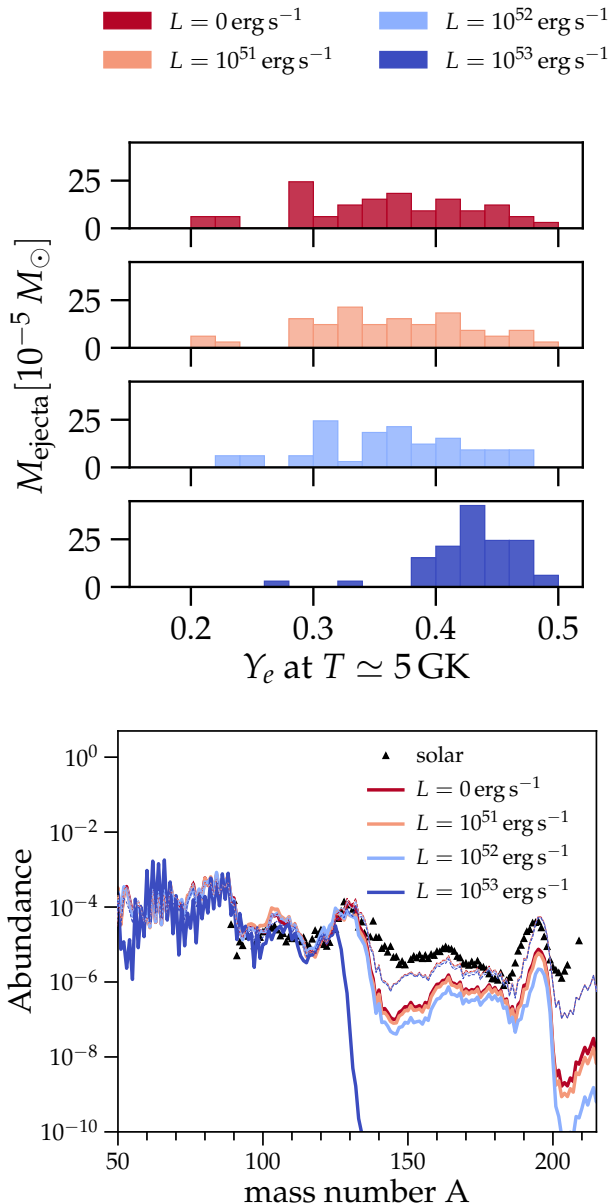 L = 0 erg s⁻¹
L = 10⁵¹ erg s⁻¹
L = 10⁵² erg s⁻¹
L = 10⁵³ erg s⁻¹
M_ejecta [10⁻⁵ M_⊙]
25
0
25
0
25
0
25
0
0.2 0.3 0.4 0.5
Y_e at T ≃ 5 GK
Abundance
10⁰
10⁻²
10⁻⁴
10⁻⁶
10⁻⁸
10⁻¹⁰
solar
L = 0 erg s⁻¹
L = 10⁵¹ erg s⁻¹
L = 10⁵² erg s⁻¹
L = 10⁵³ erg s⁻¹
50 100 150 200
mass number A